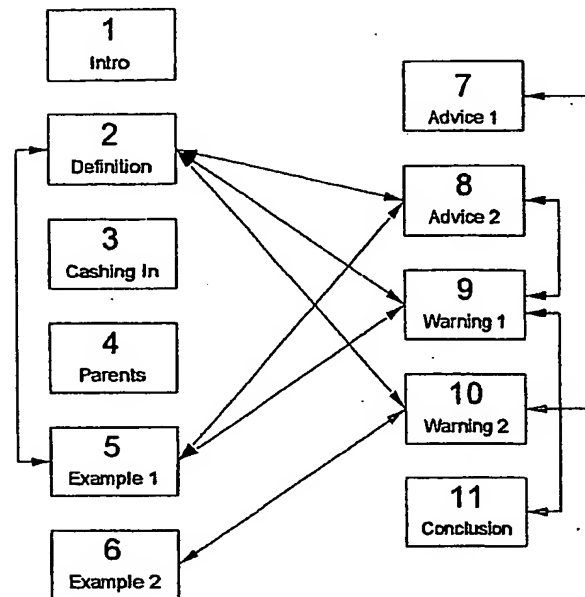 1
Intro
2
Definition
3
Cashing In
4
Parents
5
Example 1
6
Example 2
7
Advice 1
8
Advice 2
9
Warning 1
10
Warning 2
11
Conclusion